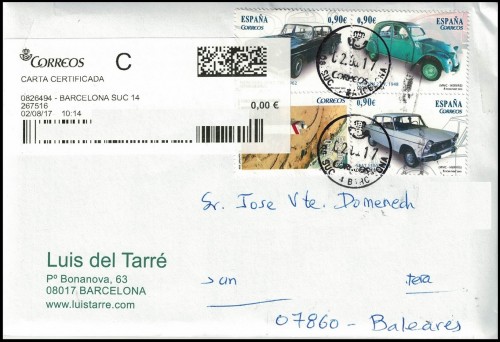 CORREOS
C
CARTA CERTIFICADA
0826494 - BARCELONA SUC 14
267516
02/08/17 10:14
0,00 €
ESPAÑA 0,90€
CORREOS
0,90€ ESPAÑA
CORREOS
CORREOS
0,90€ ESPAÑA
CORREOS
Sr. Jose Vte. Domenech
Luis del Tarré
Pº Bonanova, 63
08017 BARCELONA
www.luistarre.com
07860 - Baleares